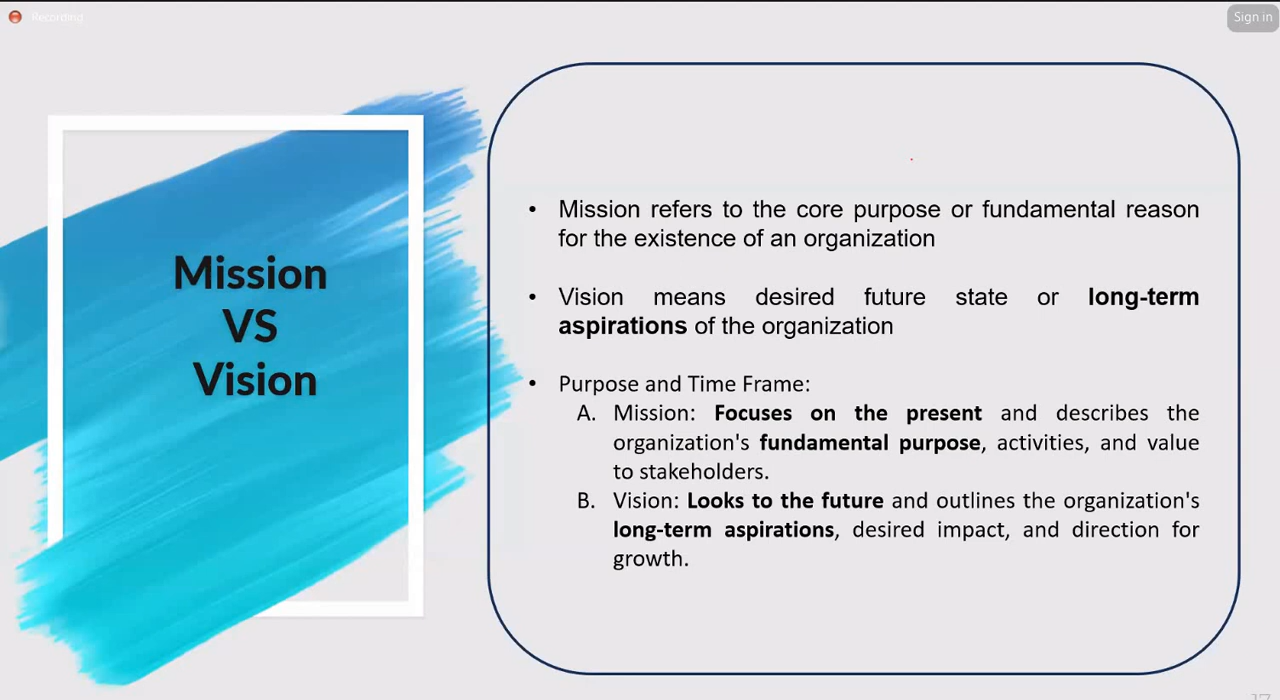 Recording
Sign in
Mission
VS
Vision
• Mission refers to the core purpose or fundamental reason
for the existence of an organization
• Vision means desired future state or long-term
aspirations of the organization
• Purpose and Time Frame:
A. Mission: Focuses on the present and describes the
organization's fundamental purpose, activities, and value
to stakeholders.
B. Vision: Looks to the future and outlines the organization's
long-term aspirations, desired impact, and direction for
growth.